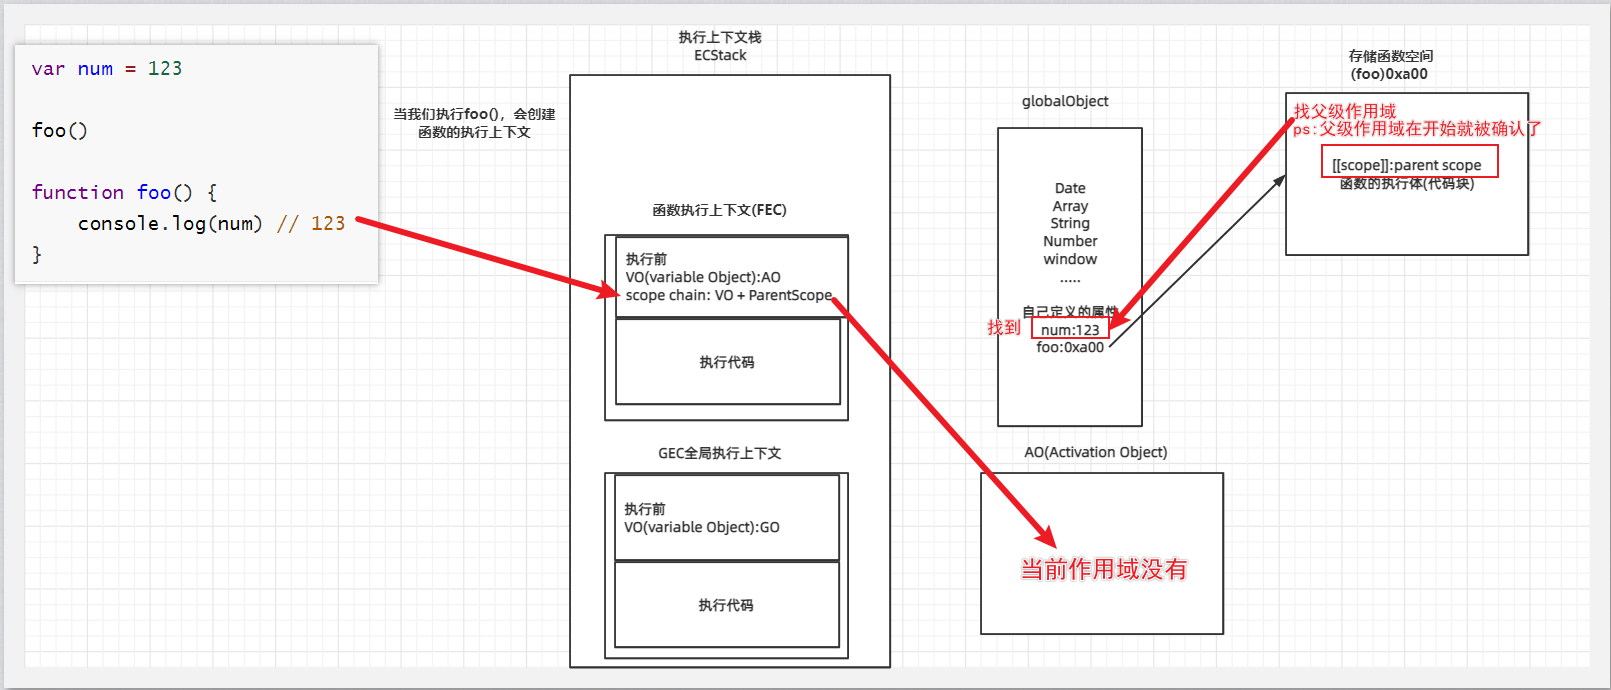 var num = 123
foo()
function foo() {
console.log(num) // 123
}
当我们执行foo()，会创建
函数的执行上下文
执行上下文栈
ECStack
函数执行上下文(FEC)
执行前
VO(variable Object):AO
scope chain: VO + ParentScope
执行代码
GEC全局执行上下文
执行前
VO(variable Object):GO
执行代码
globalObject
Date
Array
String
Number
window
.....
自己定义的属性
找到
num:123
foo:0xa00
AO(Activation Object)
当前作用域没有
存储函数空间
(foo)0xa00
找父级作用域
ps:父级作用域在开始就被确认了
[[scope]]:parent scope
函数的执行体(代码块)